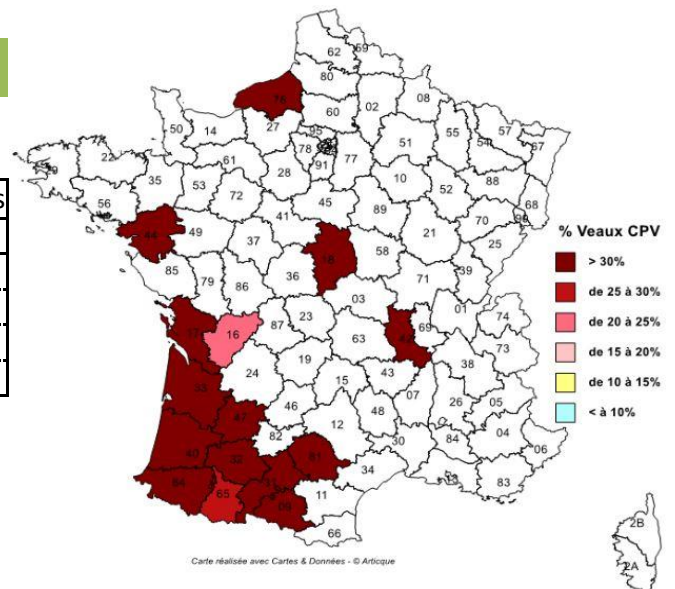 s
62 59
80
76 02 08
60
50 14 27 95 51 55 54 57 67
78 77
22 61 91
29 35 53 28 10 52 88
72 68
56 45 89 70 90
41
44 49 37 21 25
18 58
85 79 86 36 71 39
03
23 01 74
17 16 87 42 69
63 73
24 19 38
33 15 43
46 07 26 05
47 48
82 12 04
40 32 30 84 06
81
64 31 34 13 83
65 09 11
66
2B
2A
% Veaux CPV
> 30%
de 25 à 30%
de 20 à 25%
de 15 à 20%
de 10 à 15%
< à 10%
Carte réalisée avec Cartes & Données - © Articque